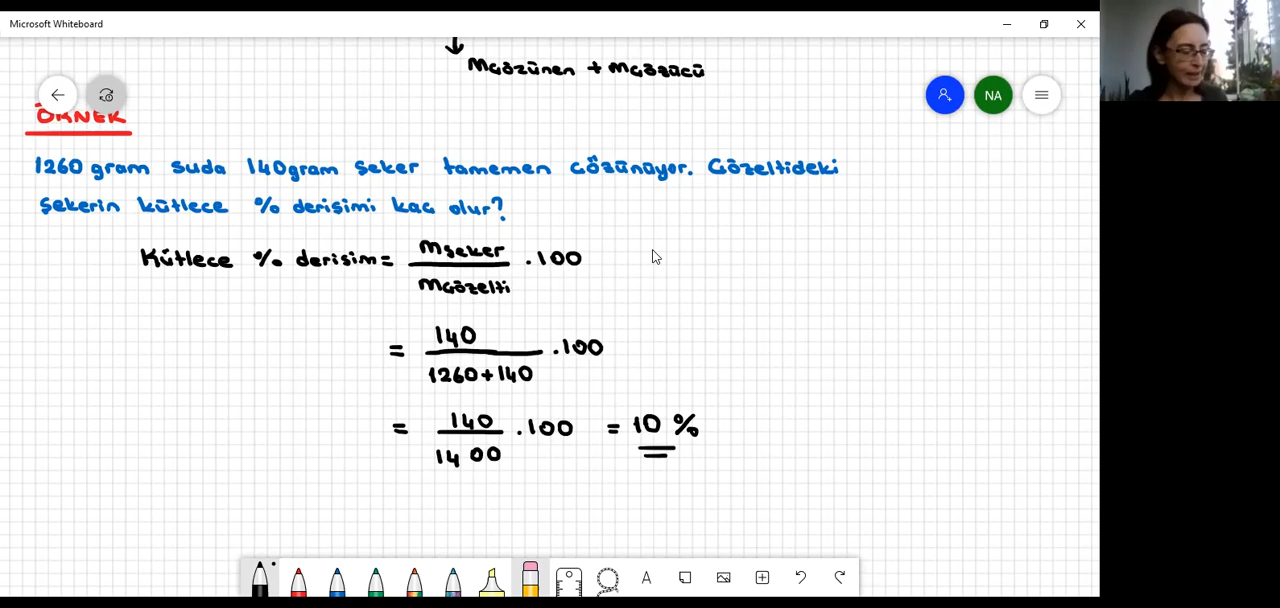 Microsoft Whiteboard
mçözünen + mçözücü
NA
ÖRNEK
1260 gram suda 140 gram şeker tamemen çözünüyor. Çözeltideki
şekerin kütlece % derişimi kaç olur?
Kütlece % derişim = mşeker / mçözelti .100
= 140 / 1260+140 .100
= 140 / 1400 .100 = 10 %
A